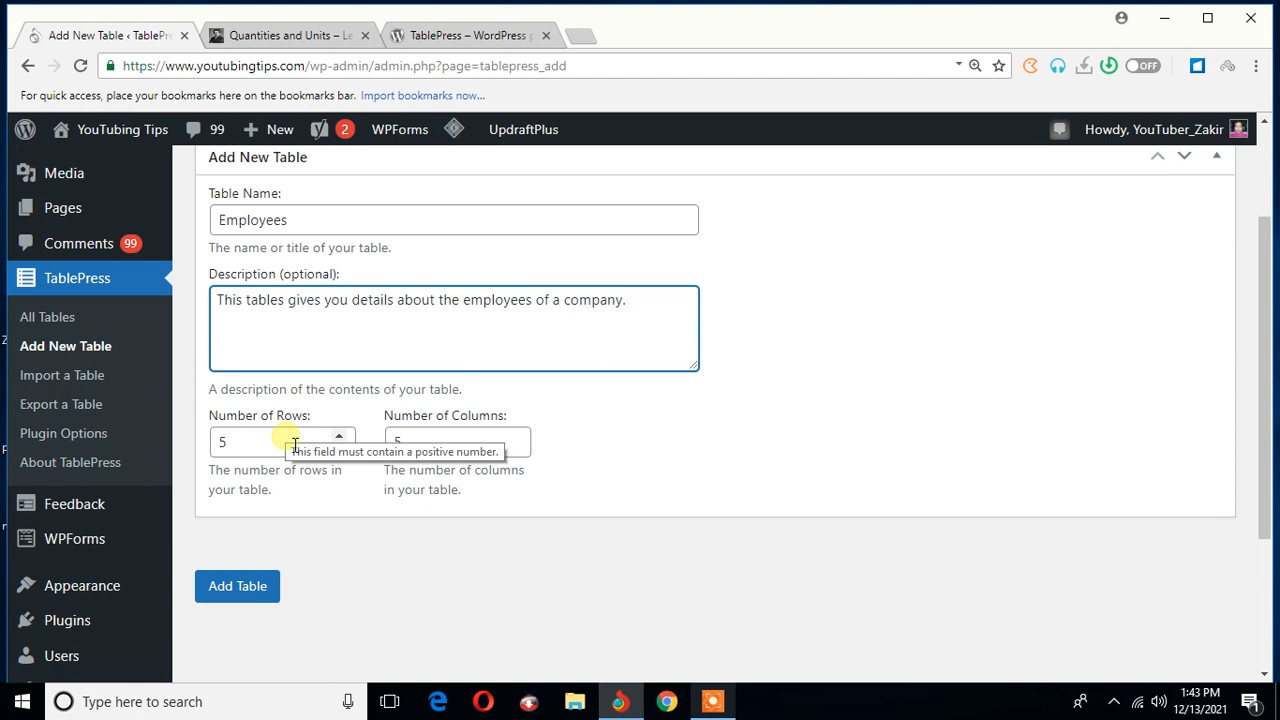 Add New Table ‹ TablePr
Quantities and Units – Le
TablePress – WordPress p
https://www.youtubingtips.com/wp-admin/admin.php?page=tablepress_add
OFF
For quick access, place your bookmarks here on the bookmarks bar. Import bookmarks now...
YouTubing Tips 99 New 2 WPForms UpdraftPlus Howdy, YouTuber_Zakir
Media
Pages
Comments 99
TablePress
All Tables
Add New Table
Import a Table
Export a Table
Plugin Options
About TablePress
Feedback
WPForms
Appearance
Plugins
Users
Add New Table
Table Name:
Employees
The name or title of your table.
Description (optional):
This tables gives you details about the employees of a company.
A description of the contents of your table.
Number of Rows: Number of Columns:
5 5
This field must contain a positive number.
The number of rows in
your table.
The number of columns
in your table.
Add Table
Type here to search
1:43 PM
12/13/2021
1